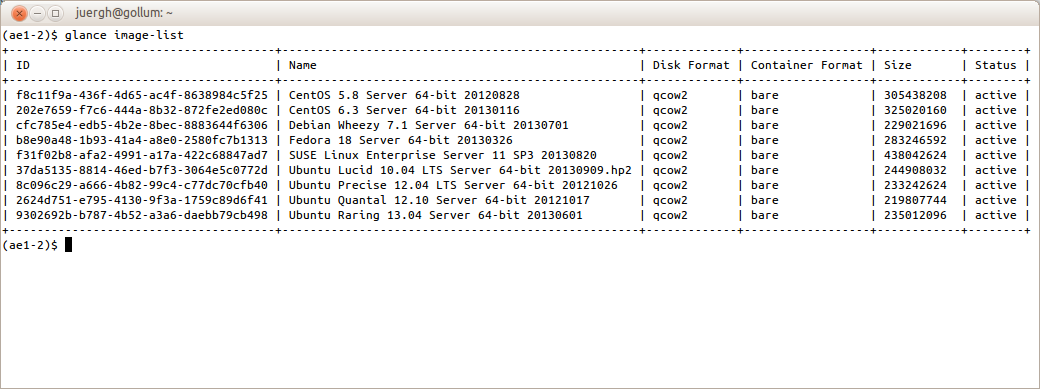 juergh@gollum: ~
(ae1-2)$ glance image-list
+--------------------------------------+---------------------------------------------------+-------------+------------------+------------+--------+
| ID                                   | Name                                              | Disk Format | Container Format | Size      | Status |
+--------------------------------------+---------------------------------------------------+-------------+------------------+------------+--------+
| f8c11f9a-436f-4d65-ac4f-8638984c5f25 | CentOS 5.8 Server 64-bit 20120828                 | qcow2       | bare             | 305438208  | active |
| 202e7659-f7c6-444a-8b32-872fe2ed080c | CentOS 6.3 Server 64-bit 20130116                 | qcow2       | bare             | 325020160  | active |
| cfc785e4-edb5-4b2e-8bec-8883644f6306 | Debian Wheezy 7.1 Server 64-bit 20130701          | qcow2       | bare             | 229021696  | active |
| b8e90a48-1b93-41a4-a8e0-2580fc7b1313 | Fedora 18 Server 64-bit 20130326                  | qcow2       | bare             | 283246592  | active |
| f31f02b8-afa2-4991-a17a-422c68847ad7 | SUSE Linux Enterprise Server 11 SP3 20130820      | qcow2       | bare             | 438042624  | active |
| 37da5135-8814-46ed-b7f3-3064e5c0772d | Ubuntu Lucid 10.04 LTS Server 64-bit 20130909.hp2 | qcow2       | bare             | 244908032  | active |
| 8c096c29-a666-4b82-99c4-c77dc70cfb40 | Ubuntu Precise 12.04 LTS Server 64-bit 20121026   | qcow2       | bare             | 233242624  | active |
| 2624d751-e795-4130-9f3a-1759c89d6f41 | Ubuntu Quantal 12.10 Server 64-bit 20121017       | qcow2       | bare             | 219807744  | active |
| 9302692b-b787-4b52-a3a6-daebb79cb498 | Ubuntu Raring 13.04 Server 64-bit 20130601        | qcow2       | bare             | 235012096  | active |
+--------------------------------------+---------------------------------------------------+-------------+------------------+------------+--------+
(ae1-2)$